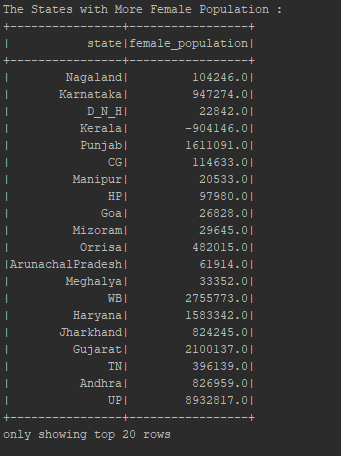 The States with More Female Population :
+----------------+-----------------+
|           state|female_population|
+----------------+-----------------+
|        Nagaland|         104246.0|
|       Karnataka|         947274.0|
|           D_N_H|          22842.0|
|          Kerala|        -904146.0|
|          Punjab|        1611091.0|
|              CG|         114633.0|
|         Manipur|          20533.0|
|              HP|          97980.0|
|             Goa|          26828.0|
|         Mizoram|          29645.0|
|          Orrisa|         482015.0|
|ArunachalPradesh|          61914.0|
|        Meghalya|          33352.0|
|              WB|        2755773.0|
|         Haryana|        1583342.0|
|       Jharkhand|         824245.0|
|         Gujarat|        2100137.0|
|              TN|         396139.0|
|          Andhra|         826959.0|
|              UP|        8932817.0|
+----------------+-----------------+
only showing top 20 rows